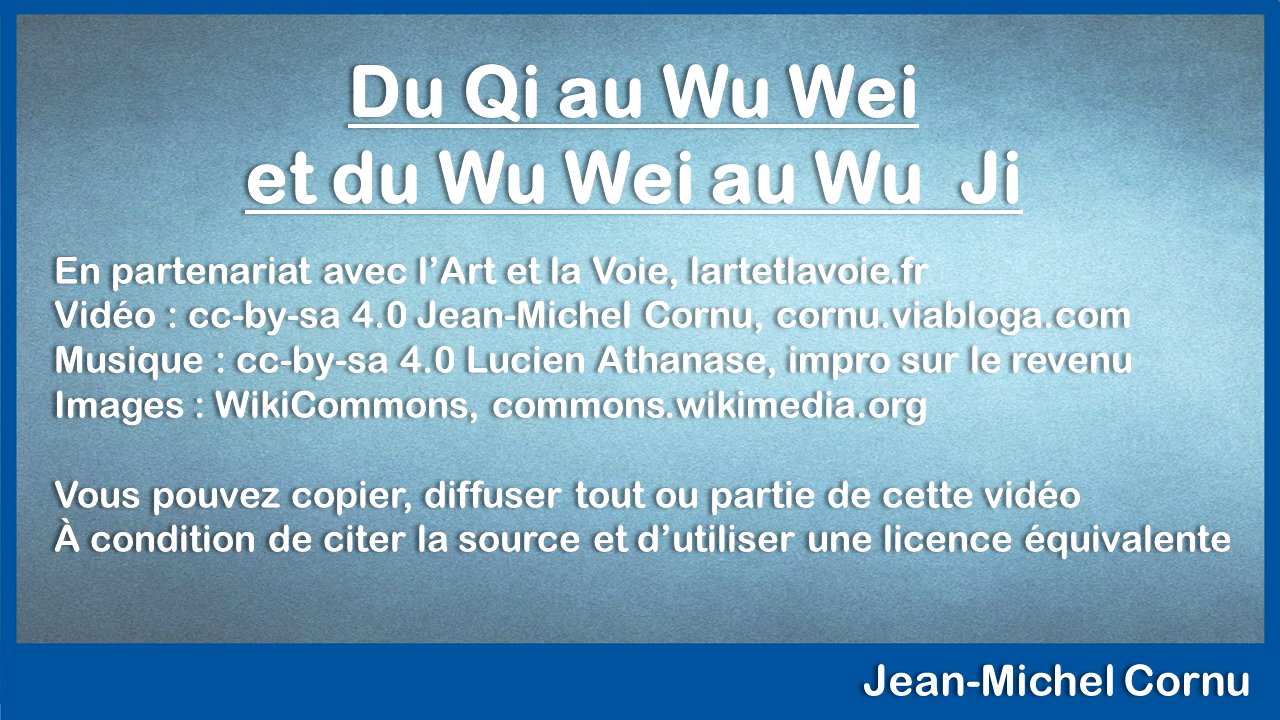 Du Qi au Wu Wei
et du Wu Wei au Wu  Ji
En partenariat avec l’Art et la Voie, lartetlavoie.fr
Vidéo : cc-by-sa 4.0 Jean-Michel Cornu, cornu.viabloga.com
Musique : cc-by-sa 4.0 Lucien Athanase, impro sur le revenu
Images : WikiCommons, commons.wikimedia.org
Vous pouvez copier, diffuser tout ou partie de cette vidéo
À condition de citer la source et d’utiliser une licence équivalente
Jean-Michel Cornu